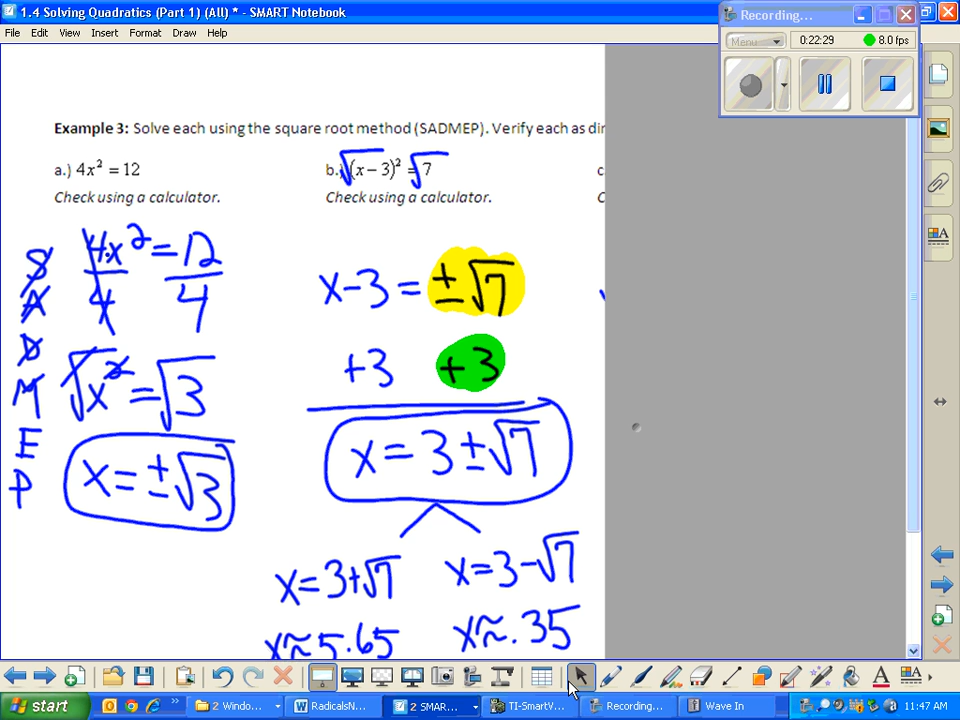 1.4 Solving Quadratics (Part 1) (All) * - SMART Notebook
Recording...
File Edit View Insert Format Draw Help
Menu
0:22:29
8.0 fps
Example 3: Solve each using the square root method (SADMEP). Verify each as dir
a.) 4x² = 12
b.) √(x − 3)² = √7
c
Check using a calculator.
Check using a calculator.
C
S
A
D
M
E
P
4x² = 12
4 4
√x² = √3
x = ±√3
x-3 = ±√7
+3 +3
x = 3 ±√7
x = 3+√7
x = 3-√7
x≈5.65
x≈.35
start
2 Windo...
RadicalsN...
2 SMAR...
TI-SmartV...
Recording...
Wave In
11:47 AM